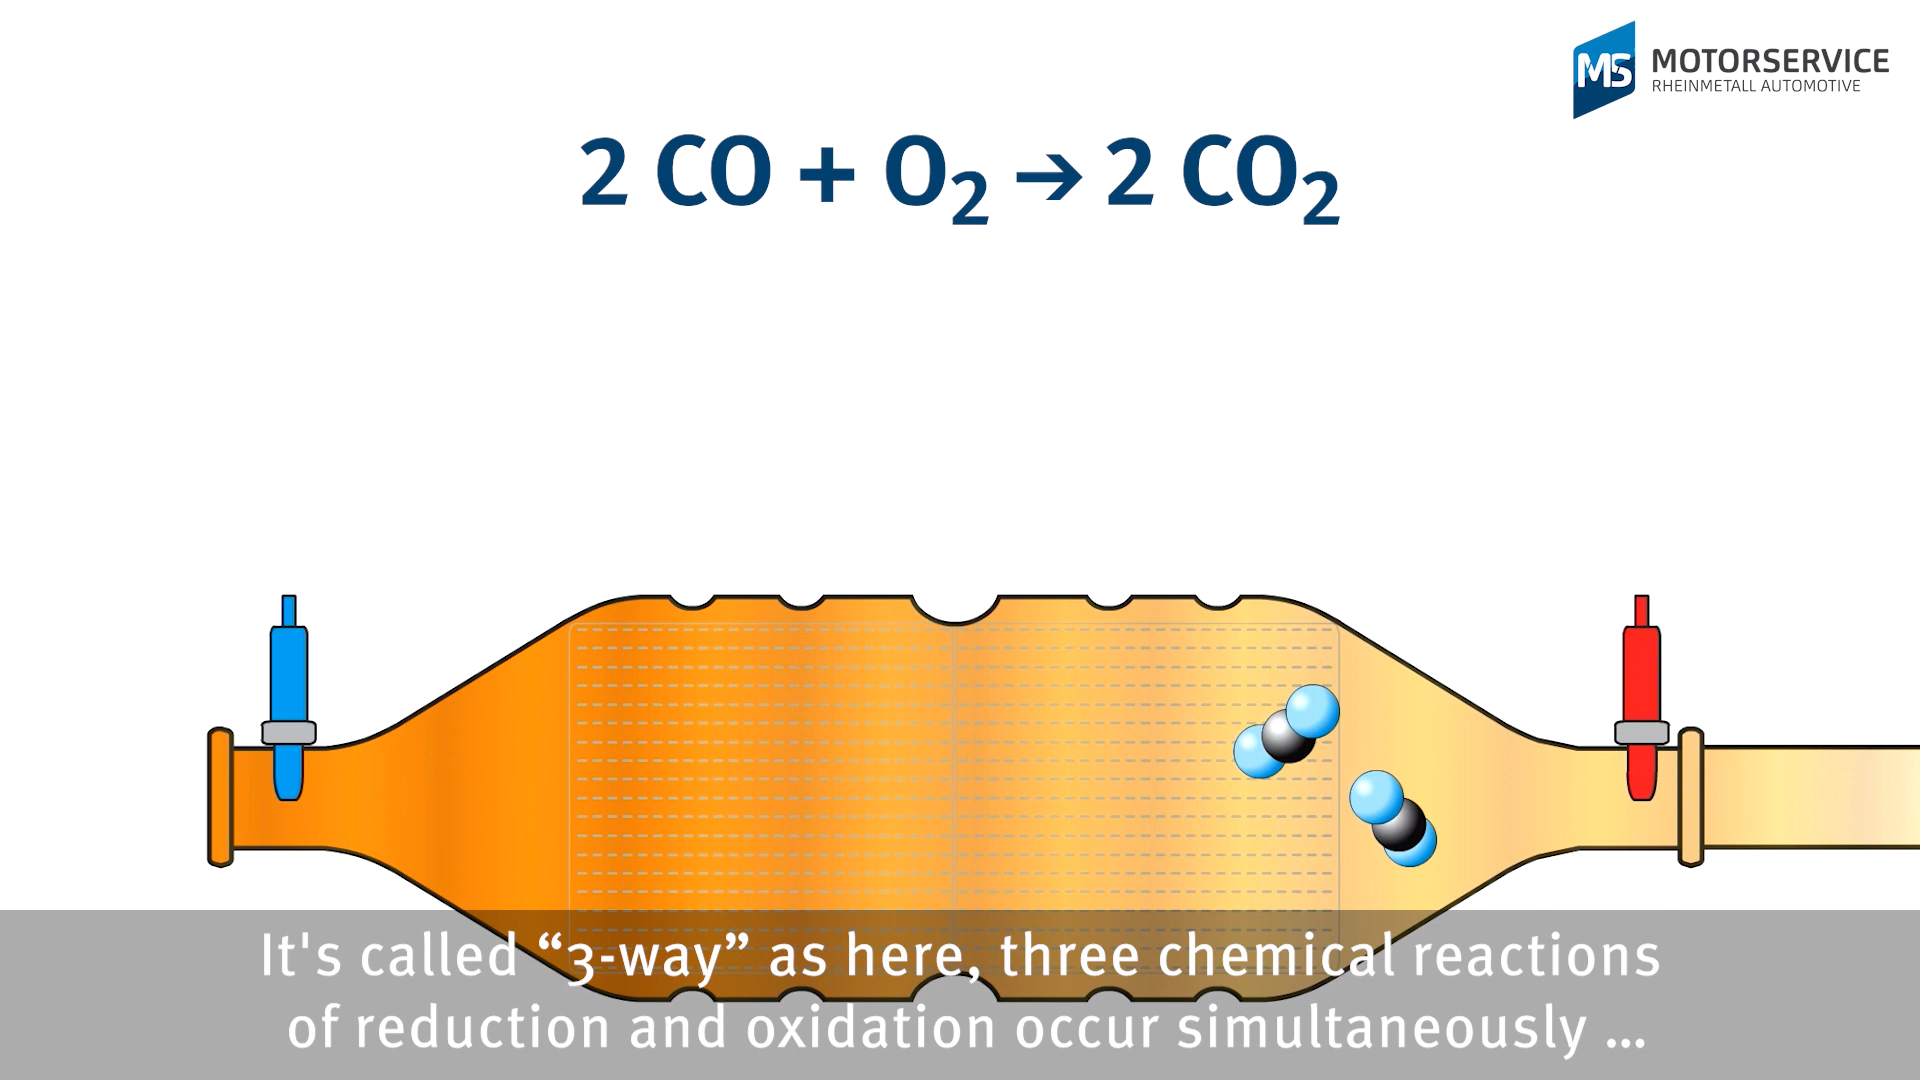 MS MOTORSERVICE
RHEINMETALL AUTOMOTIVE
2 CO + O₂ → 2 CO₂
It's called “3-way” as here, three chemical reactions
of reduction and oxidation occur simultaneously ...